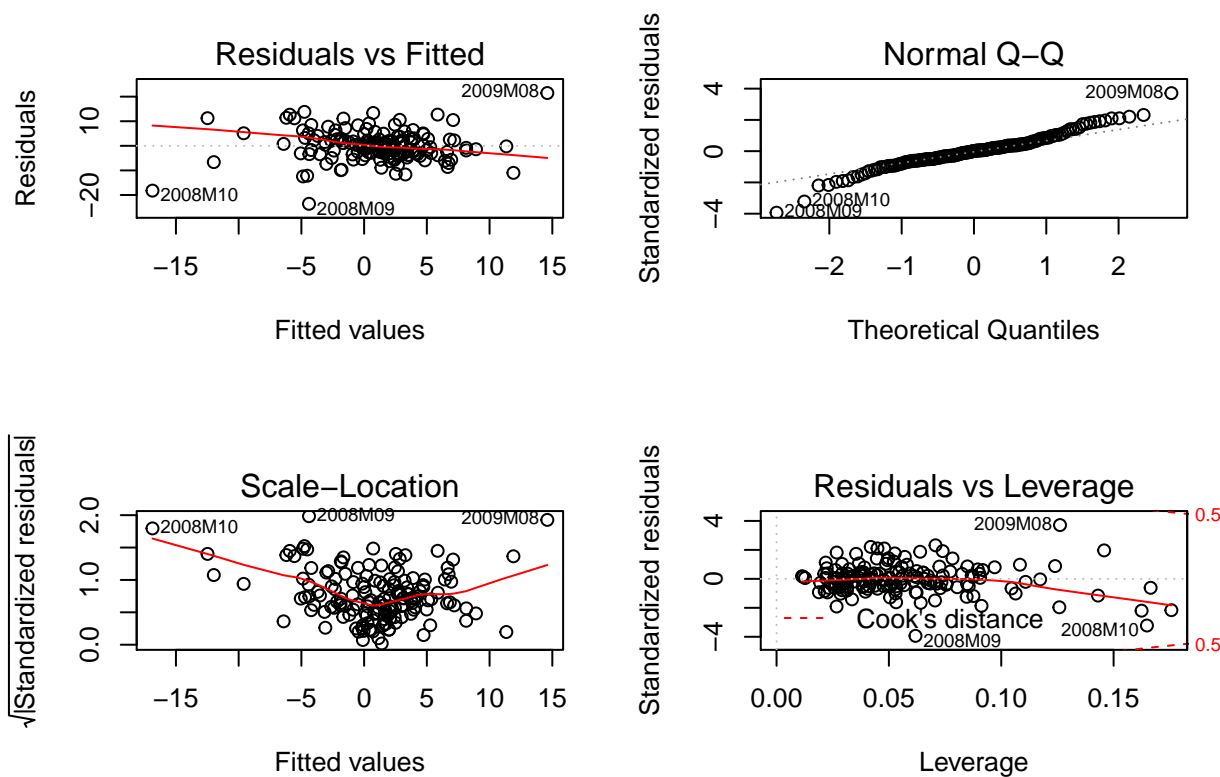 Residuals vs Fitted
Residuals
10
−20
2009M08
2008M10
2008M09
−15 −5 0 5 10 15
Fitted values
Normal Q−Q
Standardized residuals
4
0
−4
2009M08
2008M10
2008M09
−2 −1 0 1 2
Theoretical Quantiles
Scale−Location
√|Standardized residuals|
2.0
1.0
0.0
2008M10
2008M09
2009M08
−15 −5 0 5 10 15
Fitted values
Residuals vs Leverage
Standardized residuals
4
0
−4
0.5
2009M08
Cook's distance
2008M10
2008M09
0.5
0.00 0.05 0.10 0.15
Leverage